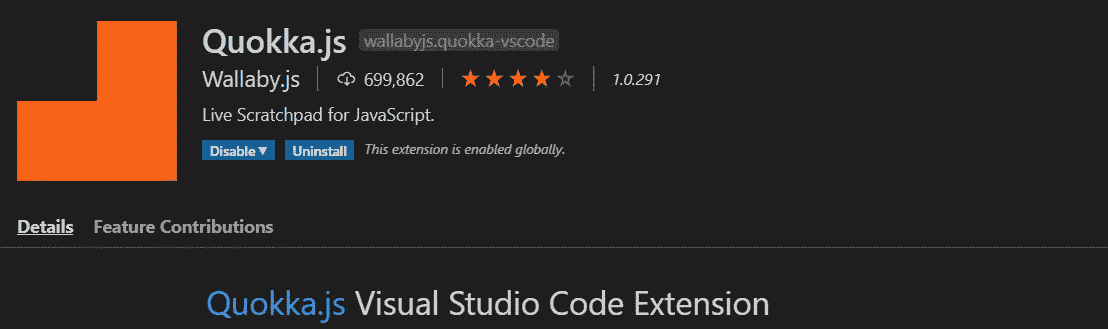 Quokka.js wallabyjs.quokka-vscode
Wallaby.js 699,862 1.0.291
Live Scratchpad for JavaScript.
Disable Uninstall This extension is enabled globally.
Details Feature Contributions
Quokka.js Visual Studio Code Extension